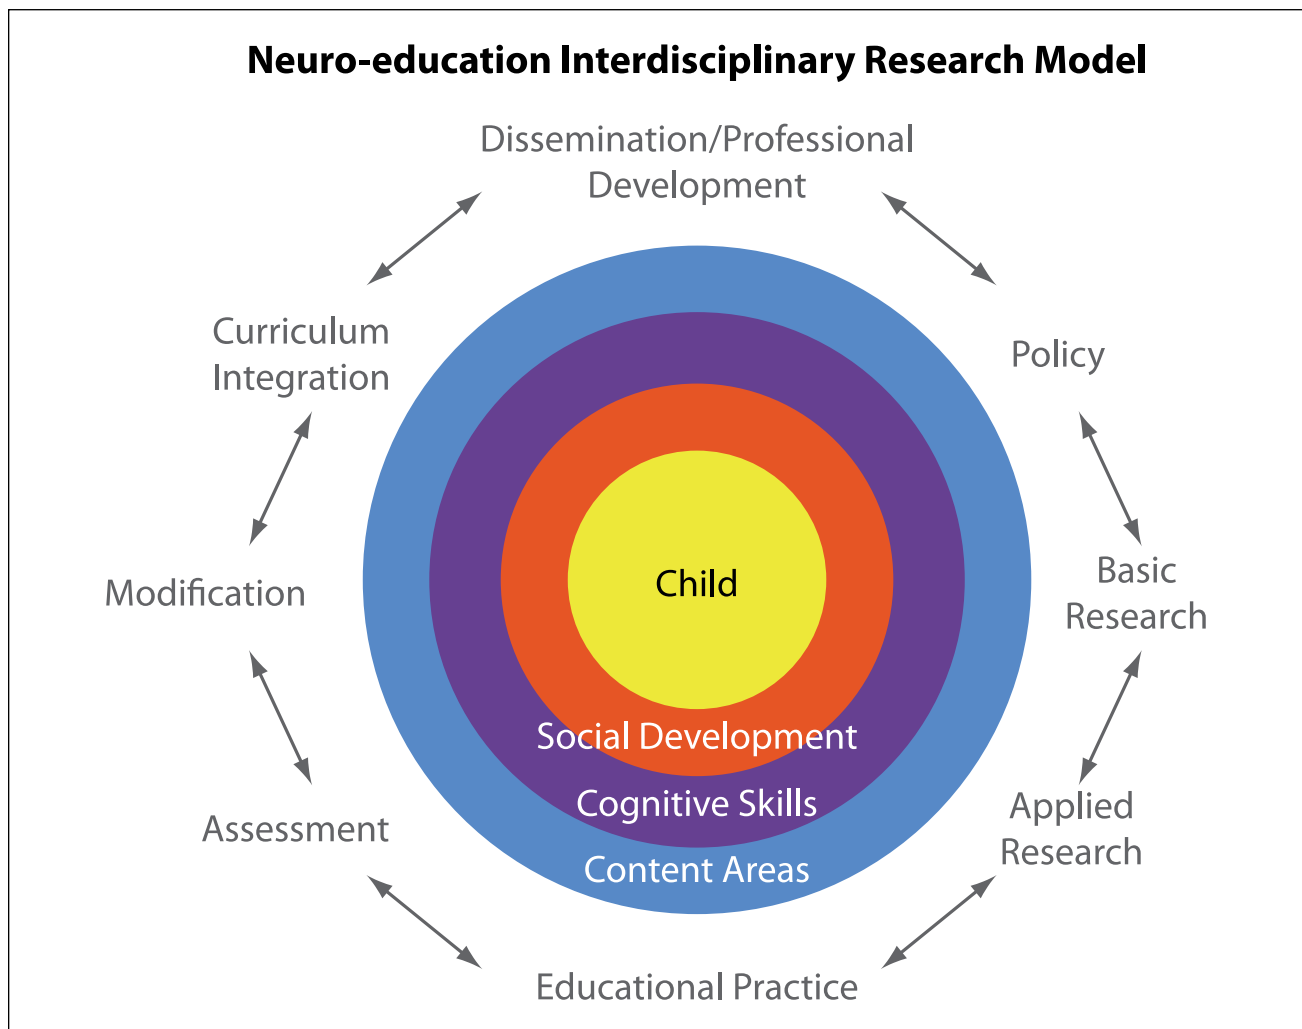 Neuro-education Interdisciplinary Research Model
Dissemination/Professional
Development
Curriculum
Integration
Policy
Modification
Child
Basic
Research
Social Development
Cognitive Skills
Content Areas
Assessment
Applied
Research
Educational Practice